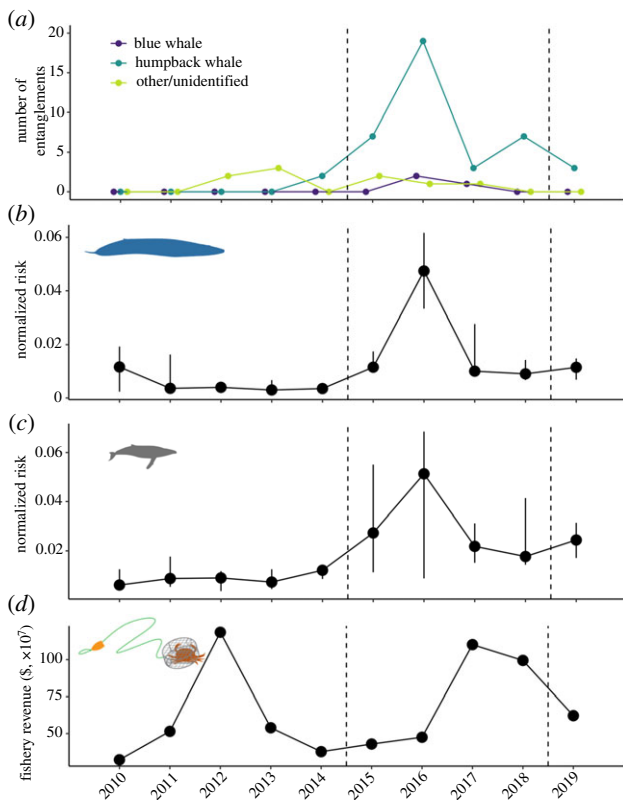 (a)
20
15
10
5
0
number of
entanglements
blue whale
humpback whale
other/unidentified
(b)
0.06
0.04
0.02
0
normalized risk
(c)
0.06
0.04
0.02
normalized risk
(d)
100
75
50
fishery revenue ($, ×10⁷)
2010 2011 2012 2013 2014 2015 2016 2017 2018 2019